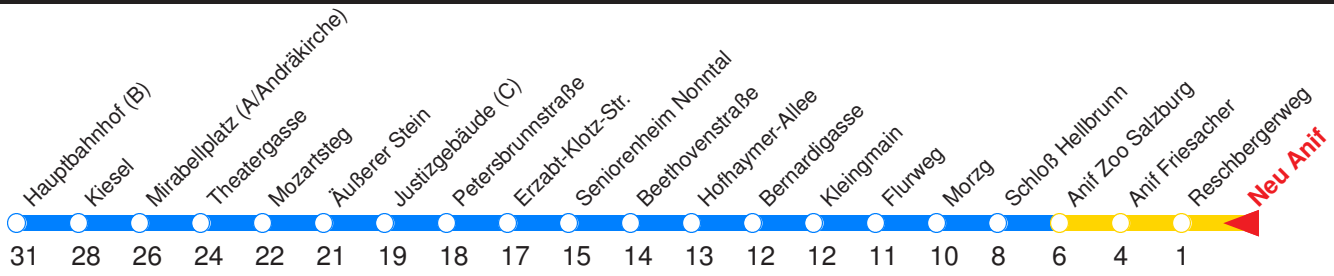 Hauptbahnhof (B)
Kiesel
Mirabellplatz (A/Andräkirche)
Theatergasse
Mozartsteg
Äußerer Stein
Justizgebäude (C)
Petersbrunnstraße
Erzabt-Klotz-Str.
Seniorenheim Nonntal
Beethovenstraße
Hofhaymer-Allee
Bernardigasse
Kleingmain
Flurweg
Morzg
Schloß Hellbrunn
Anif Zoo Salzburg
Anif Friesacher
Reschbergerweg
Neu Anif
31 28 26 24 22 21 19 18 17 15 14 13 12 12 11 10 8 6 4 1